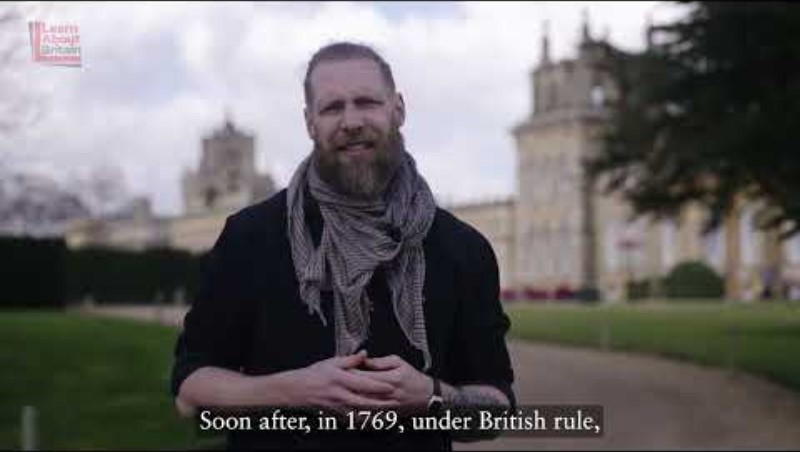 Learn
About
Britain
Soon after, in 1769, under British rule,